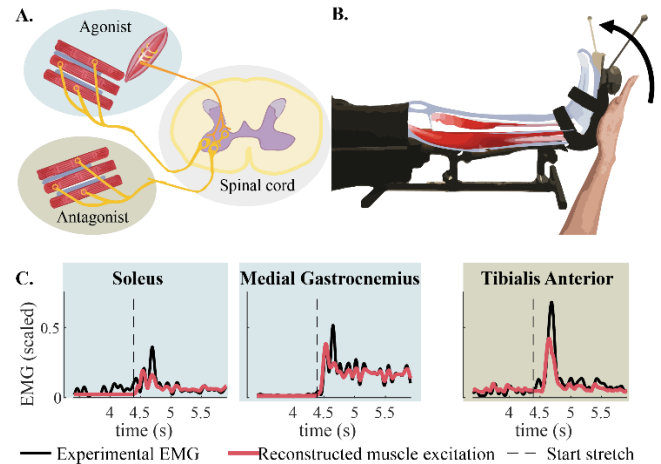 A.
Agonist
Spinal cord
Antagonist
B.
C.
Soleus
Medial Gastrocnemius
Tibialis Anterior
EMG (scaled)
0.5
0
4 4.5 5 5.5
4 4.5 5 5.5
4 4.5 5 5.5
time (s)
time (s)
time (s)
Experimental EMG
Reconstructed muscle excitation
Start stretch